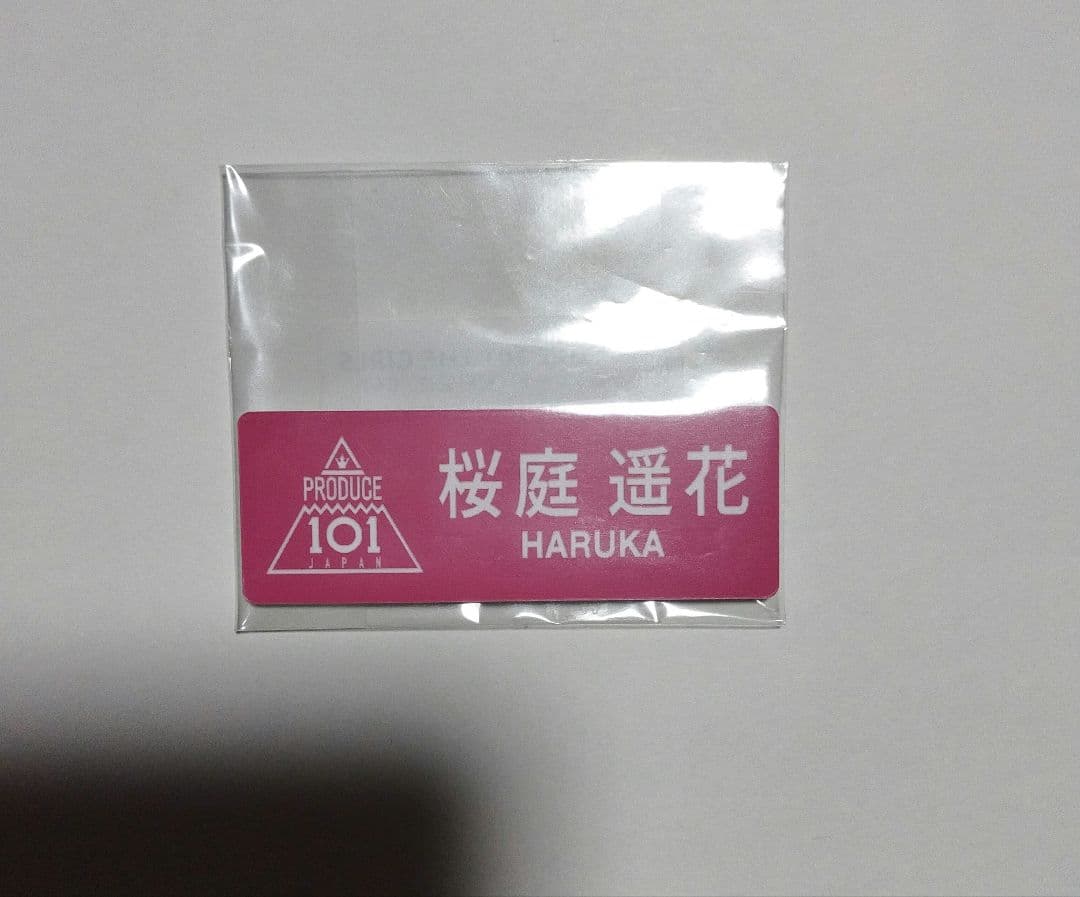 PRODUCE
101
JAPAN
桜庭 遥花
HARUKA